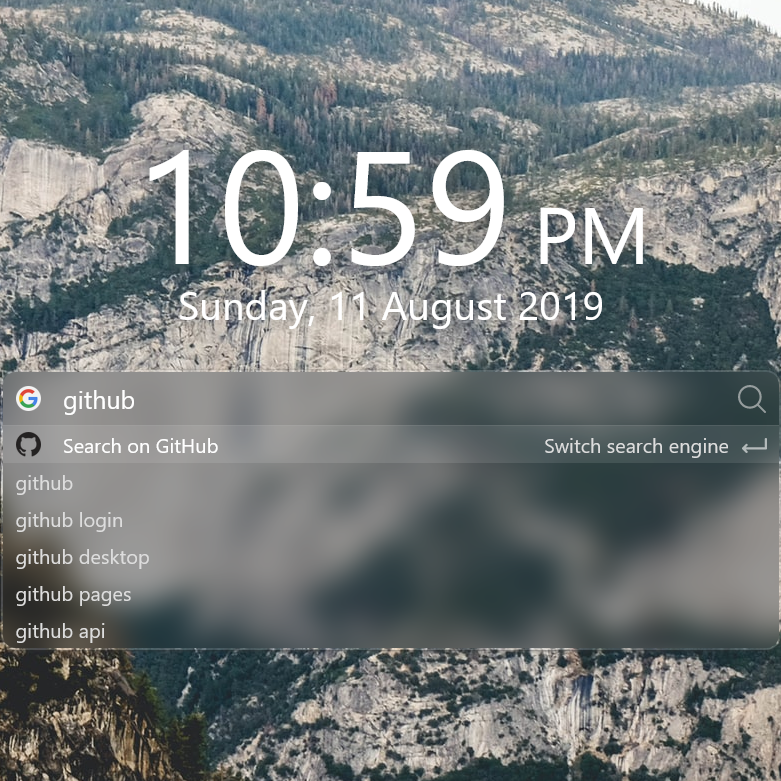 10:59 PM
Sunday, 11 August 2019
github
Search on GitHub Switch search engine
github
github login
github desktop
github pages
github api